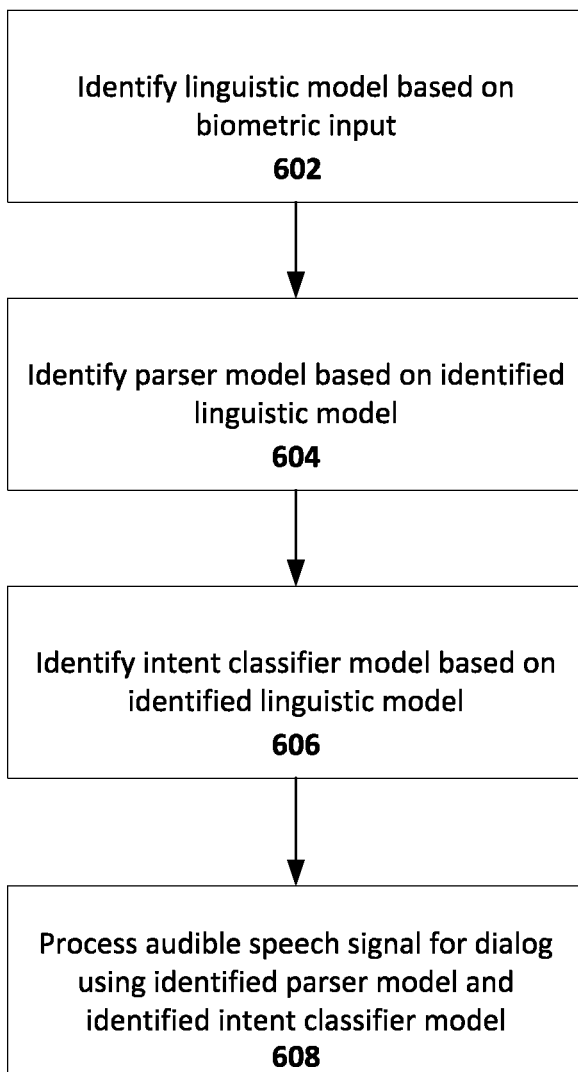 Identify linguistic model based on
biometric input
602
Identify parser model based on identified
linguistic model
604
Identify intent classifier model based on
identified linguistic model
606
Process audible speech signal for dialog
using identified parser model and
identified intent classifier model
608